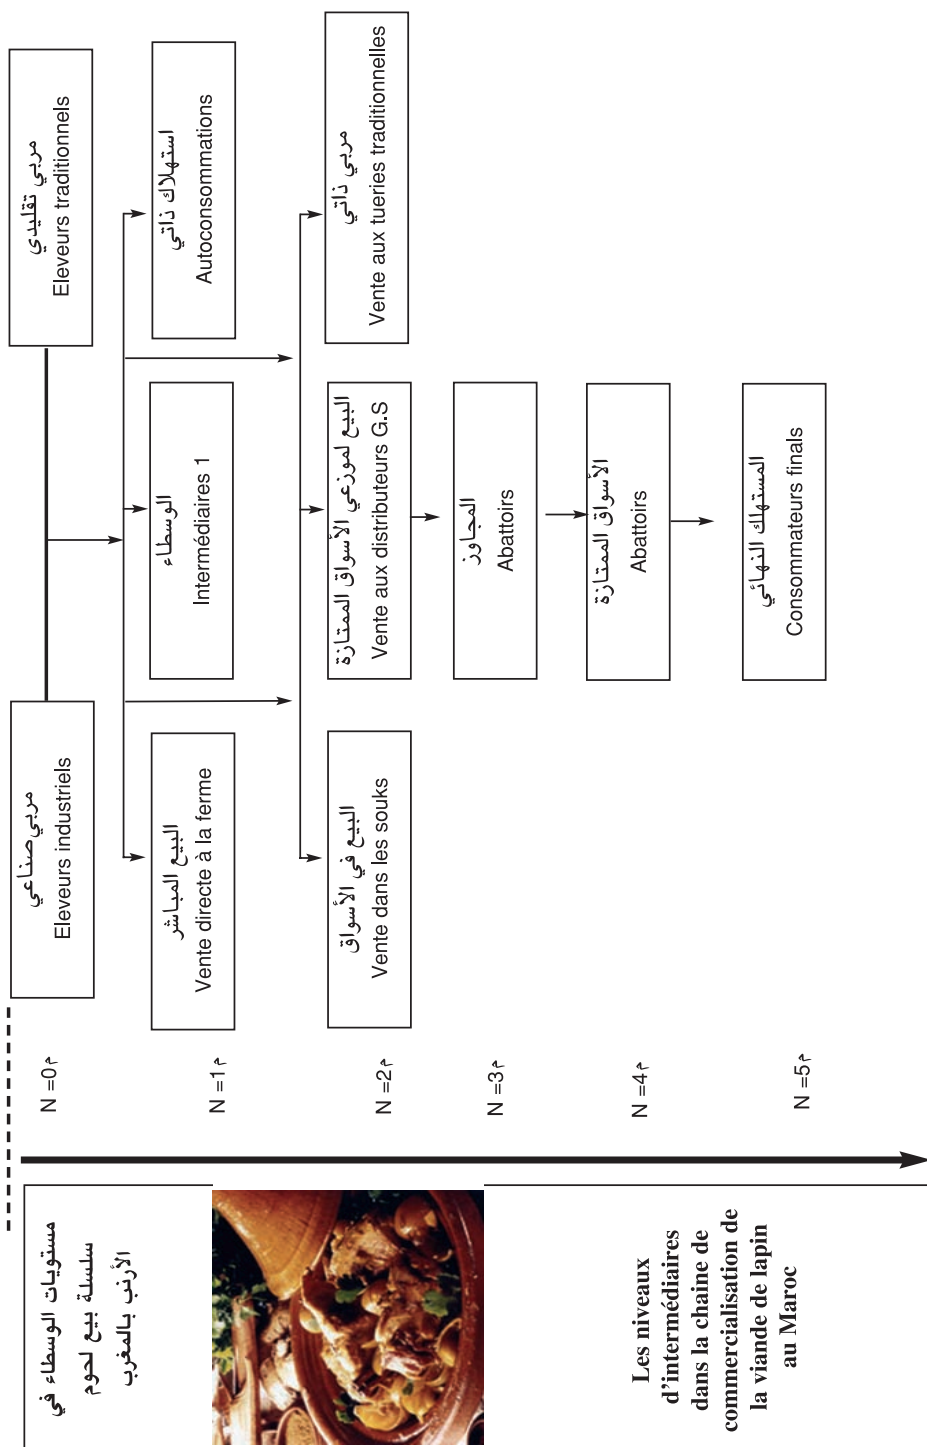 مستويات الوسطاء في
سلسلة بيع لحوم
الأرنب بالمغرب
Les niveaux
d'intermédiaires
dans la chaine de
commercialisation de
la viande de lapin
au Maroc
N =0م
مربي صناعي
Eleveurs industriels
مربي تقليدي
Eleveurs traditionnels
N =1م
البيع المباشر
Vente directe à la ferme
الوسطاء
Intermédiaires 1
استهلاك ذاتي
Autoconsommations
N =2م
البيع في الأسواق
Vente dans les souks
البيع لموزعي الأسواق الممتازة
Vente aux distributeurs G.S
مربي ذاتي
Vente aux tueries traditionnelles
N =3م
المجاوز
Abattoirs
N =4م
الأسواق الممتازة
Abattoirs
N =5م
المستهلك النهائي
Consommateurs finals